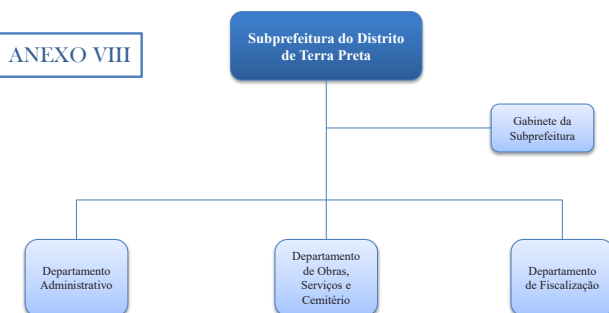 ANEXO VIII
Subprefeitura do Distrito
de Terra Preta
Gabinete da
Subprefeitura
Departamento
Administrativo
Departamento
de Obras,
Serviços e
Cemitério
Departamento
de Fiscalização